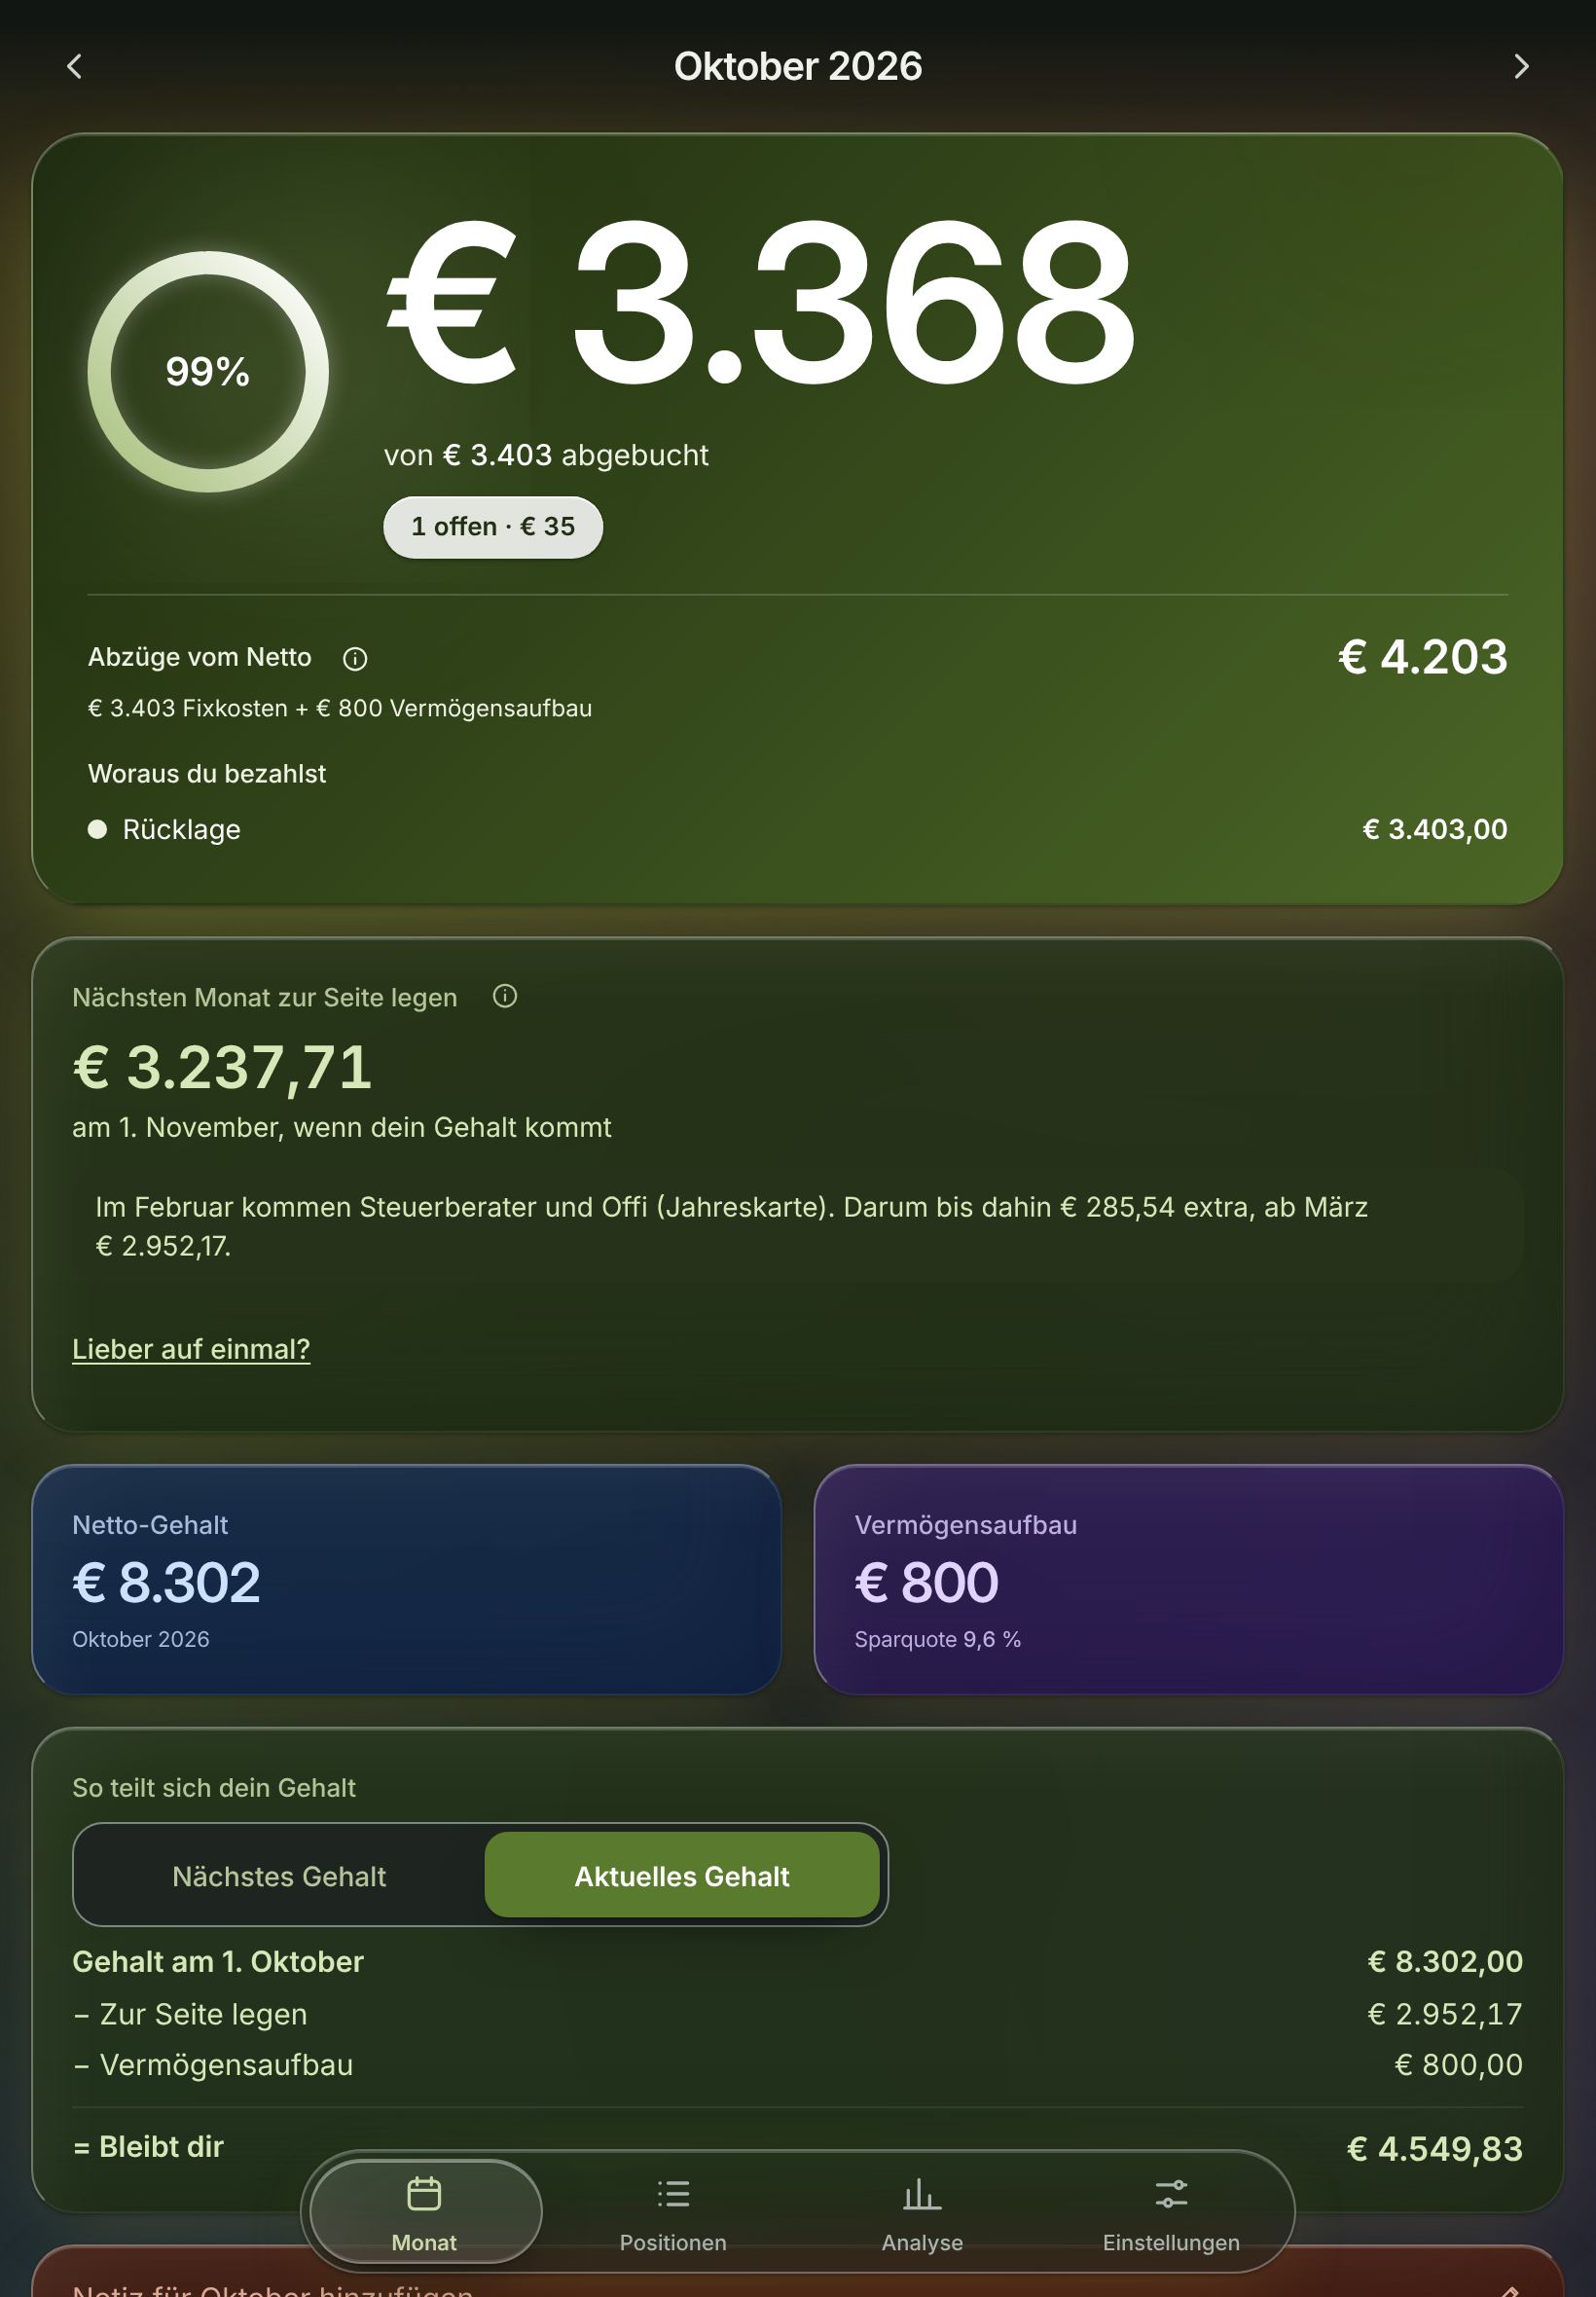 Oktober 2026
€ 3.368
99%
von € 3.403 abgebucht
1 offen · € 35
Abzüge vom Netto
€ 4.203
€ 3.403 Fixkosten + € 800 Vermögensaufbau
Woraus du bezahlst
Rücklage
€ 3.403,00
Nächsten Monat zur Seite legen
€ 3.237,71
am 1. November, wenn dein Gehalt kommt
Im Februar kommen Steuerberater und Offi (Jahreskarte). Darum bis dahin € 285,54 extra, ab März
€ 2.952,17.
Lieber auf einmal?
Netto-Gehalt
€ 8.302
Oktober 2026
Vermögensaufbau
€ 800
Sparquote 9,6 %
So teilt sich dein Gehalt
Nächstes Gehalt
Aktuelles Gehalt
Gehalt am 1. Oktober
€ 8.302,00
– Zur Seite legen
€ 2.952,17
– Vermögensaufbau
€ 800,00
= Bleibt dir
€ 4.549,83
Monat
Positionen
Analyse
Einstellungen
Notiz für Oktober hinzufügen